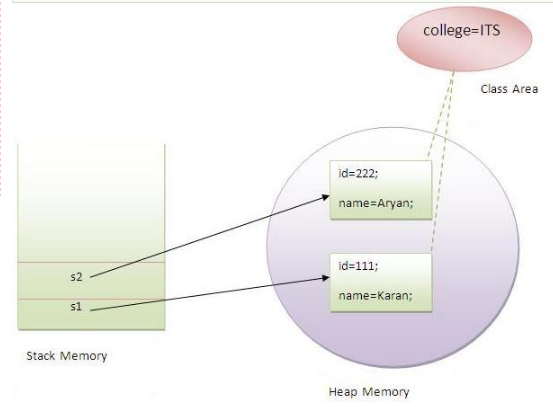 college=ITS
Class Area
id=222;
name=Aryan;
s2
id=111;
name=Karan;
s1
Stack Memory
Heap Memory